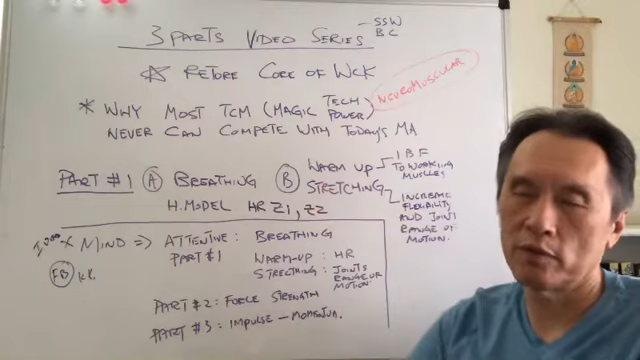 3 PARTS VIDEO SERIES
SSW
BC
RETORE CORE OF WCK
* WHY MOST TCM (MAGIC TECH POWER)
NEUROMUSCULAR
NEVER CAN COMPETE WITH TODAY'S MA
PART #1 A BREATHING
H.MODEL HR Z1, Z2
B WARM UP
STRETCHING
IBF
TO WORKING
MUSCLES
INCREASE
FLEXIBILITY
AND JOINT
RANGE OF
MOTION.
X MIND => ATTENTIVE: BREATHING
PART #1
WARM-UP: HR
STRECTHING: JOINTS
RANGE OF
MOTION.
FB KK
PART #2: FORCE STRENGTH
PART #3: IMPULSE - MOMENTUM.